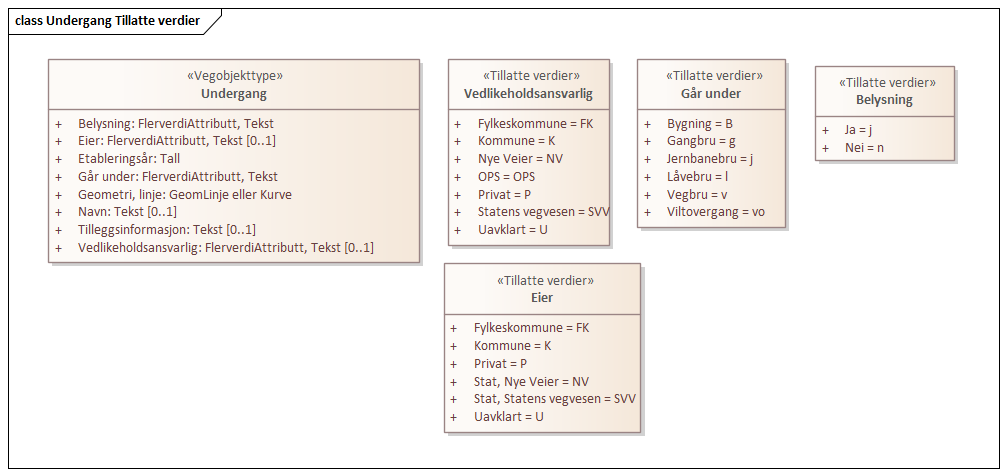 class Undergang Tillatte verdier
«Vegobjekttype»
Undergang
+ Belysning: FlerverdiAttributt, Tekst
+ Eier: FlerverdiAttributt, Tekst [0..1]
+ Etableringsår: Tall
+ Går under: FlerverdiAttributt, Tekst
+ Geometri, linje: GeomLinje eller Kurve
+ Navn: Tekst [0..1]
+ Tilleggsinformasjon: Tekst [0..1]
+ Vedlikeholdsansvarlig: FlerverdiAttributt, Tekst [0..1]
«Tillatte verdier»
Vedlikeholdsansvarlig
+ Fylkeskommune = FK
+ Kommune = K
+ Nye Veier = NV
+ OPS = OPS
+ Privat = P
+ Statens vegvesen = SVV
+ Uavklart = U
«Tillatte verdier»
Går under
+ Bygning = B
+ Gangbru = g
+ Jernbanebru = j
+ Låvebru = l
+ Vegbru = v
+ Viltovergang = vo
«Tillatte verdier»
Belysning
+ Ja = j
+ Nei = n
«Tillatte verdier»
Eier
+ Fylkeskommune = FK
+ Kommune = K
+ Privat = P
+ Stat, Nye Veier = NV
+ Stat, Statens vegvesen = SVV
+ Uavklart = U